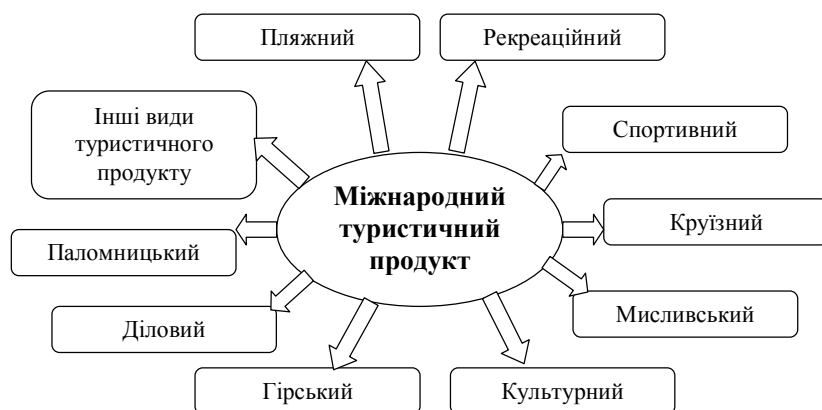 Пляжний
Рекреаційний
Інші види
туристичного
продукту
Спортивний
Міжнародний
туристичний
продукт
Круїзний
Паломницький
Мисливський
Діловий
Гірський
Культурний